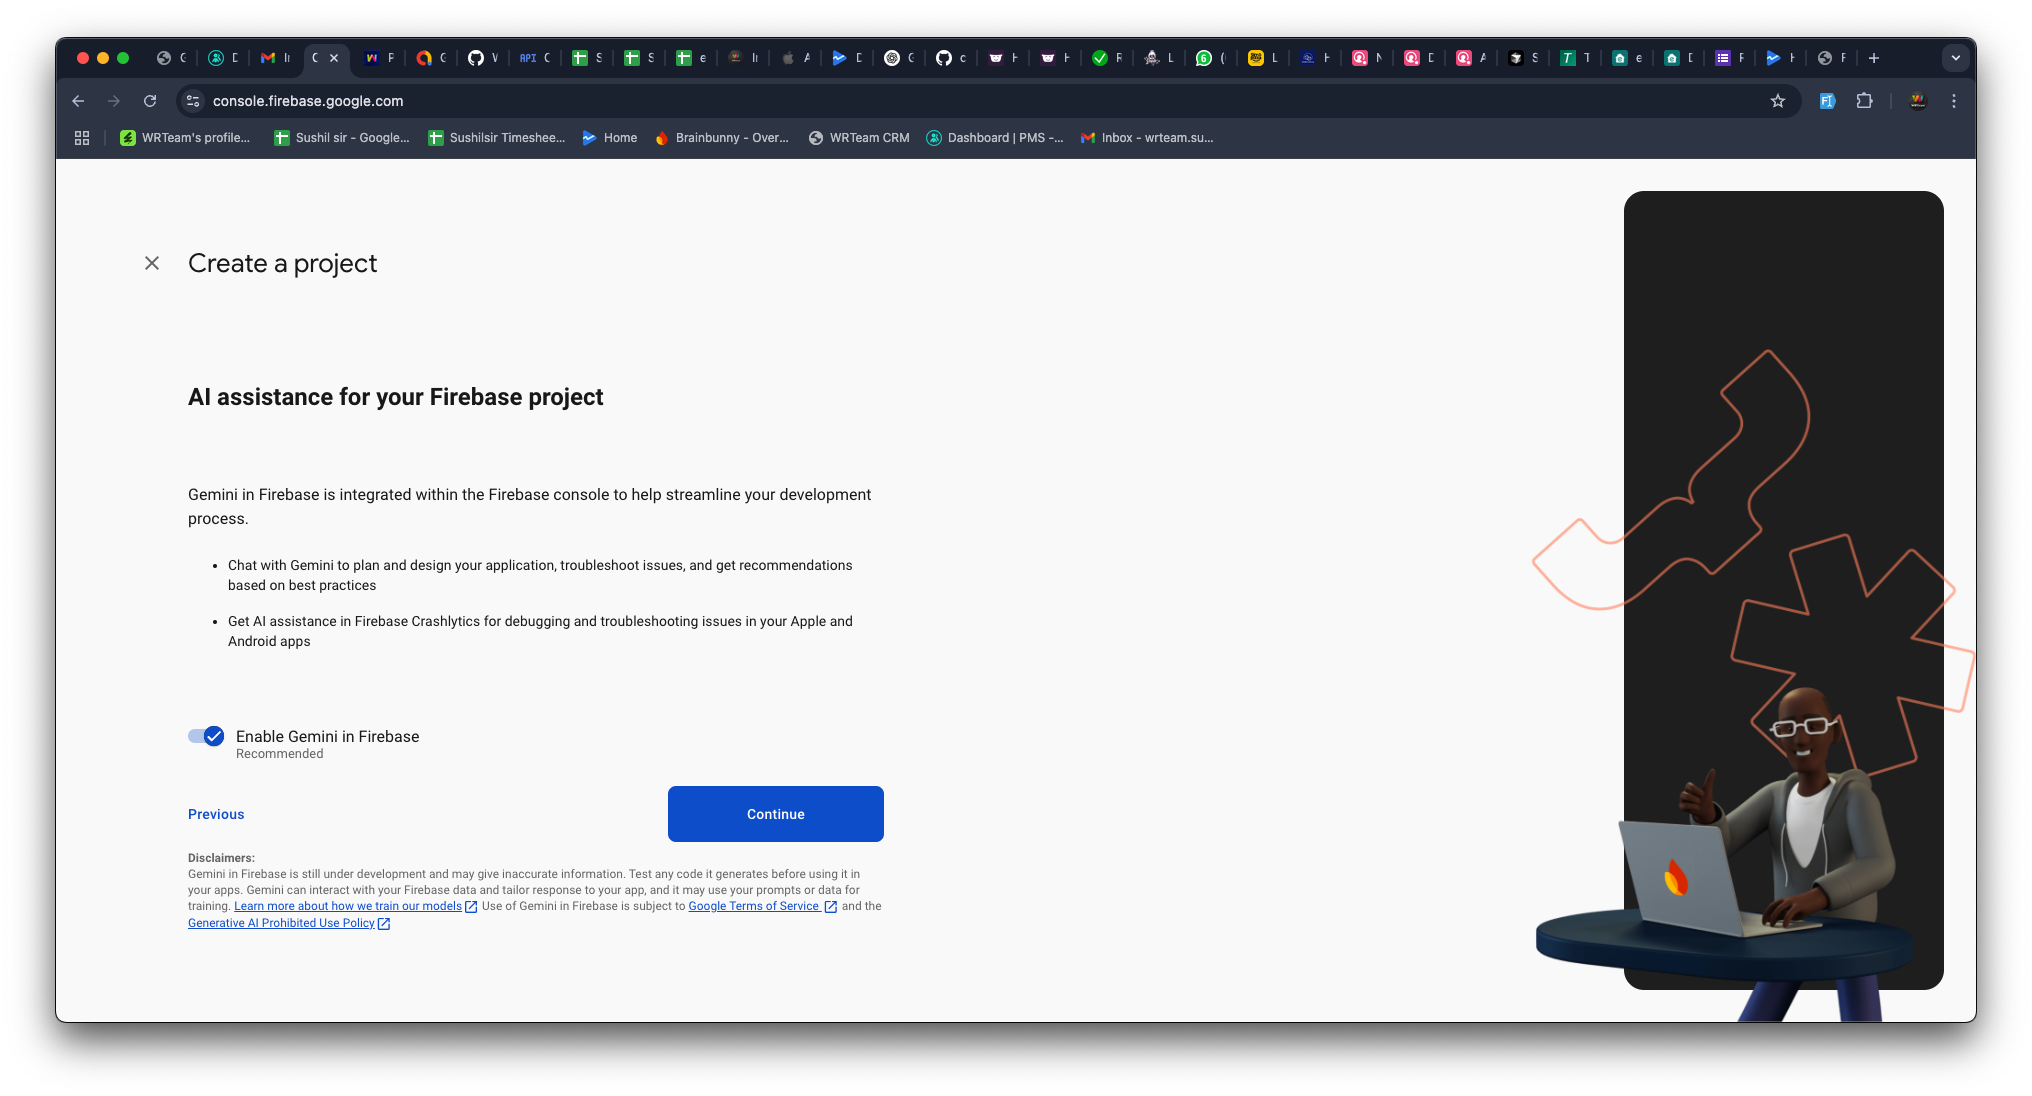 console.firebase.google.com
WRTeam's profile...
Sushil sir - Google...
Sushilsir Timeshee...
Home
Brainbunny - Over...
WRTeam CRM
Dashboard | PMS -...
Inbox - wrteam.su...
Create a project
AI assistance for your Firebase project
Gemini in Firebase is integrated within the Firebase console to help streamline your development
process.
• Chat with Gemini to plan and design your application, troubleshoot issues, and get recommendations
based on best practices
• Get AI assistance in Firebase Crashlytics for debugging and troubleshooting issues in your Apple and
Android apps
Enable Gemini in Firebase
Recommended
Previous
Continue
Disclaimers:
Gemini in Firebase is still under development and may give inaccurate information. Test any code it generates before using it in
your apps. Gemini can interact with your Firebase data and tailor response to your app, and it may use your prompts or data for
training. Learn more about how we train our models Use of Gemini in Firebase is subject to Google Terms of Service and the
Generative AI Prohibited Use Policy